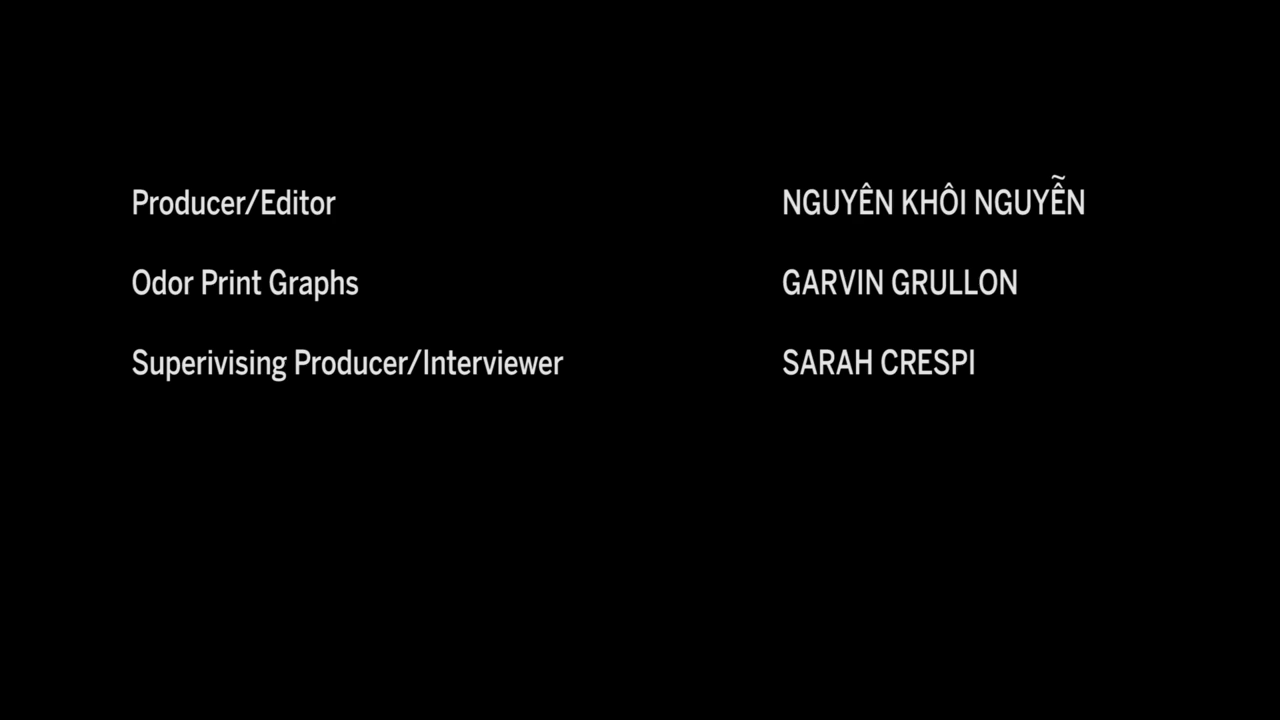 Producer/Editor NGUYÊN KHÔI NGUYỄN
Odor Print Graphs GARVIN GRULLON
Superivising Producer/Interviewer SARAH CRESPI